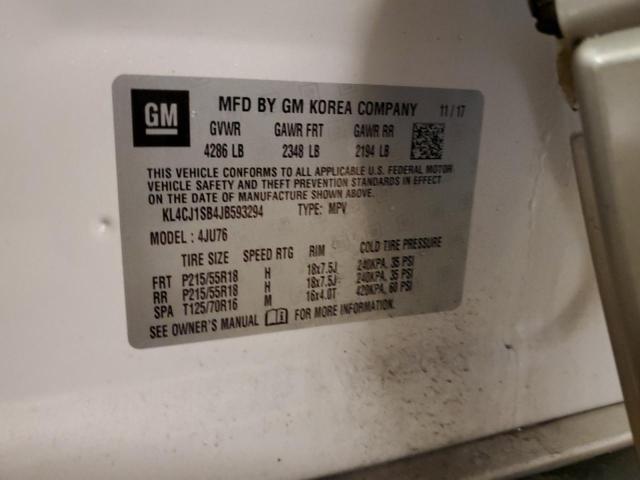 GM
MFD BY GM KOREA COMPANY 11/17
GVWR GAWR FRT GAWR RR
4286 LB 2348 LB 2194 LB
THIS VEHICLE CONFORMS TO ALL APPLICABLE U.S. FEDERAL MOTOR
VEHICLE SAFETY AND THEFT PREVENTION STANDARDS IN EFFECT
ON THE DATE OF MANUFACTURE SHOWN ABOVE.
KL4CJ1SB4JB593294 TYPE: MPV
MODEL: 4JU76
TIRE SIZE SPEED RTG RIM COLD TIRE PRESSURE
FRT P215/55R18 H 18x7.5J 240KPA, 35 PSI
RR P215/55R18 H 18x7.5J 240KPA, 35 PSI
SPA T125/70R16 M 16x4.0T 420KPA, 60 PSI
SEE OWNER'S MANUAL FOR MORE INFORMATION.